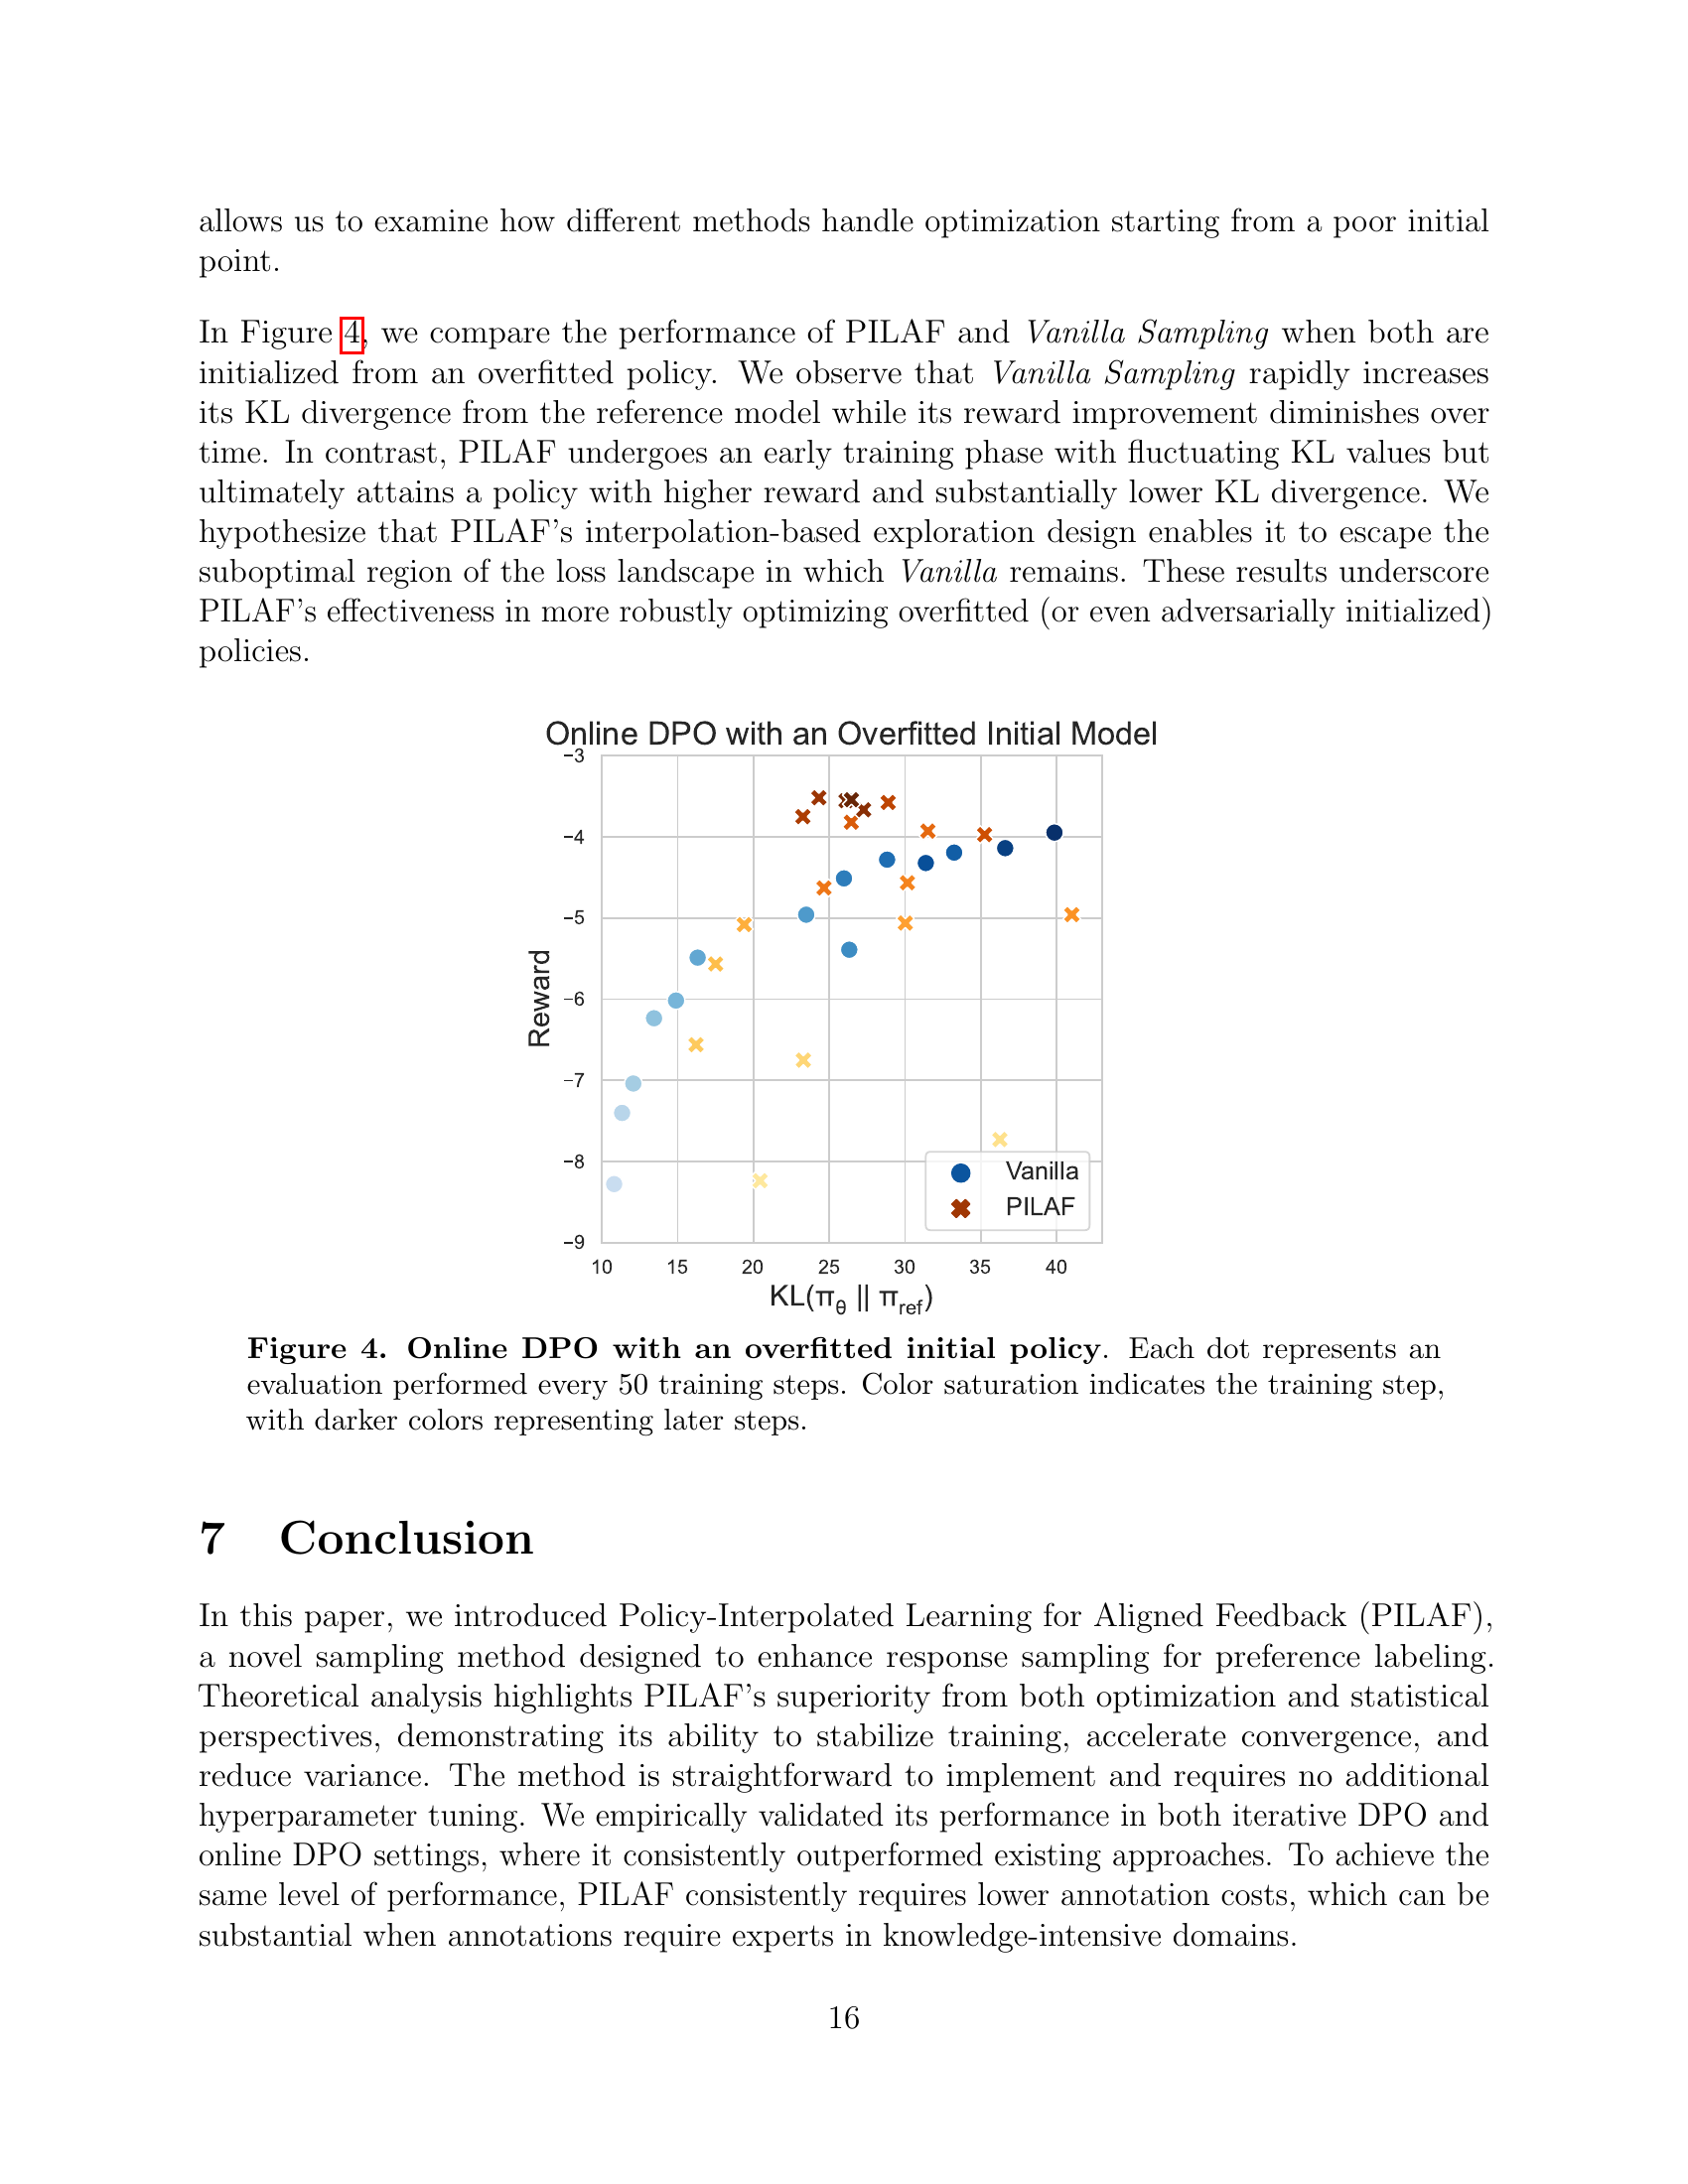 allows us to examine how different methods handle optimization starting from a poor initial
point.
In Figure 4, we compare the performance of PILAF and Vanilla Sampling when both are
initialized from an overfitted policy. We observe that Vanilla Sampling rapidly increases
its KL divergence from the reference model while its reward improvement diminishes over
time. In contrast, PILAF undergoes an early training phase with fluctuating KL values but
ultimately attains a policy with higher reward and substantially lower KL divergence. We
hypothesize that PILAF's interpolation-based exploration design enables it to escape the
suboptimal region of the loss landscape in which Vanilla remains. These results underscore
PILAF's effectiveness in more robustly optimizing overfitted (or even adversarially initialized)
policies.
Online DPO with an Overfitted Initial Model
−3
−4
−5
−6
−7
−8
−9
Reward
Vanilla
PILAF
10 15 20 25 30 35 40
KL(πθ || πref)
Figure 4. Online DPO with an overfitted initial policy. Each dot represents an
evaluation performed every 50 training steps. Color saturation indicates the training step,
with darker colors representing later steps.
7 Conclusion
In this paper, we introduced Policy-Interpolated Learning for Aligned Feedback (PILAF),
a novel sampling method designed to enhance response sampling for preference labeling.
Theoretical analysis highlights PILAF's superiority from both optimization and statistical
perspectives, demonstrating its ability to stabilize training, accelerate convergence, and
reduce variance. The method is straightforward to implement and requires no additional
hyperparameter tuning. We empirically validated its performance in both iterative DPO and
online DPO settings, where it consistently outperformed existing approaches. To achieve the
same level of performance, PILAF consistently requires lower annotation costs, which can be
substantial when annotations require experts in knowledge-intensive domains.
16